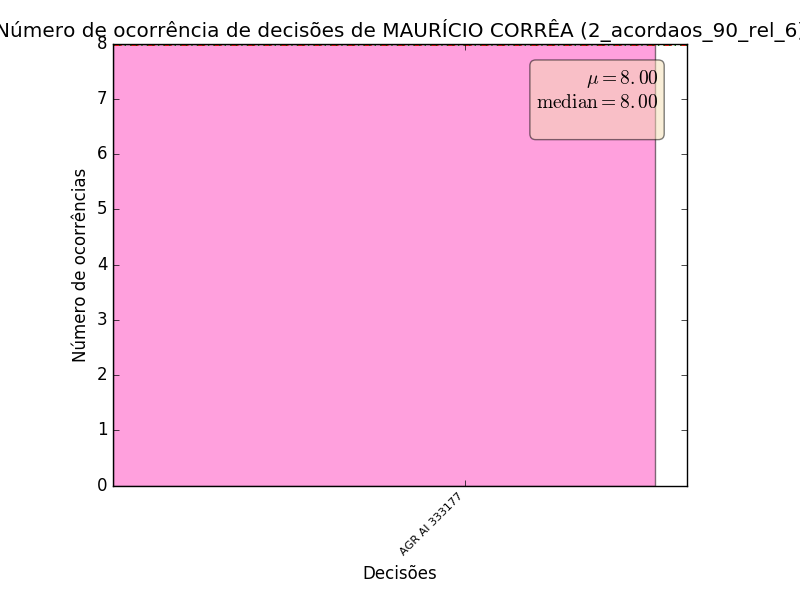 Número de ocorrência de decisões de MAURÍCIO CORRÊA (2_acordaos_90_rel_6)
8
7
6
5
4
3
2
1
0
Número de ocorrências
μ = 8.00
median = 8.00
AGR AI 333177
Decisões